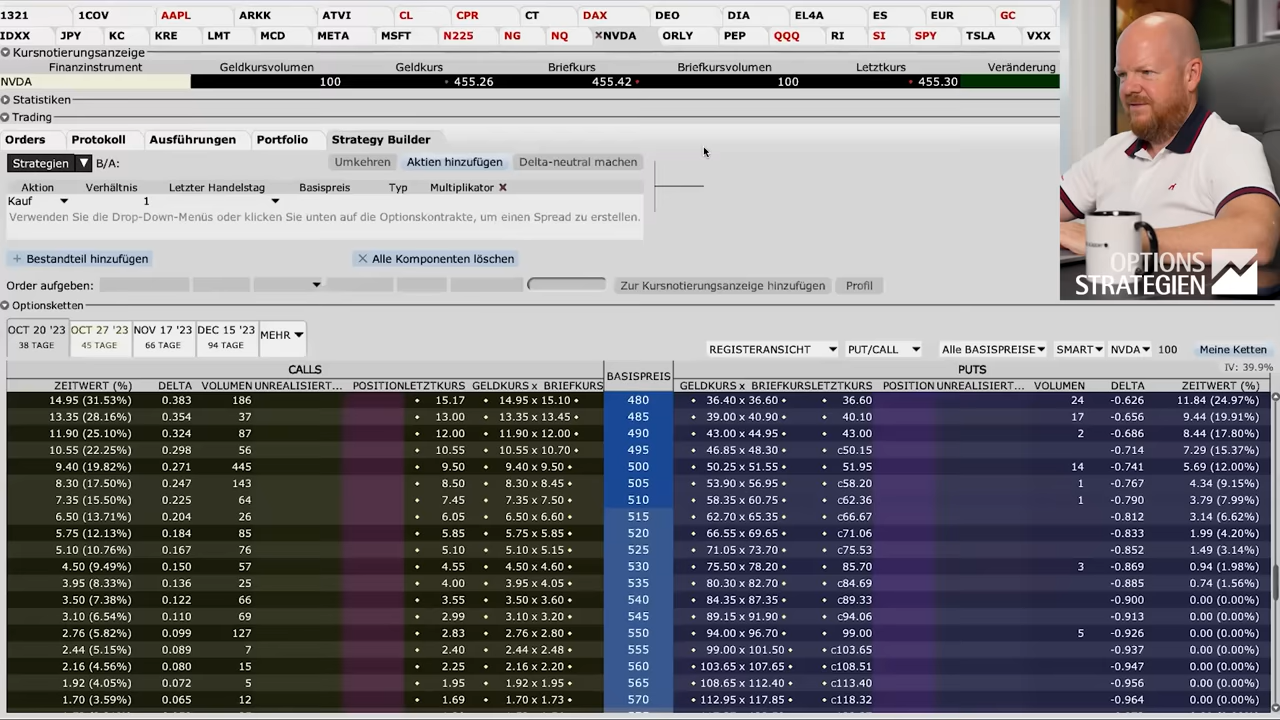 1321 1COV AAPL ARKK ATVI CL CPR CT DAX DEO DIA EL4A ES EUR GC
IDXX JPY KC KRE LMT MCD META MSFT N225 NG NQ ×NVDA ORLY PEP QQQ RI SI SPY TSLA VXX
Kursnotierungsanzeige
Finanzinstrument Geldkursvolumen Geldkurs Briefkurs Briefkursvolumen Letztkurs Veränderung
NVDA 100 455.26 455.42 100 455.30
Statistiken
Trading
Orders Protokoll Ausführungen Portfolio Strategy Builder
Strategien ▼ B/A: Umkehren Aktien hinzufügen Delta-neutral machen
Aktion Verhältnis Letzter Handelstag Basispreis Typ Multiplikator ×
Kauf 1
Verwenden Sie die Drop-Down-Menüs oder klicken Sie unten auf die Optionskontrakte, um einen Spread zu erstellen.
+ Bestandteil hinzufügen × Alle Komponenten löschen
Order aufgeben: Zur Kursnotierungsanzeige hinzufügen Profil
OPTIONS
STRATEGIEN
Optionsketten
OCT 20 '23 OCT 27 '23 NOV 17 '23 DEC 15 '23 MEHR ▼
38 TAGE 45 TAGE 66 TAGE 94 TAGE
REGISTERANSICHT PUT/CALL Alle BASISPREISE SMART NVDA 100 Meine Ketten
CALLS BASISPREIS PUTS IV: 39.9%
ZEITWERT (%) DELTA VOLUMEN UNREALISIERT... POSITION LETZTKURS GELDKURS x BRIEFKURS GELDKURS x BRIEFKURS LETZTKURS POSITION UNREALISIERT... VOLUMEN DELTA ZEITWERT (%)
14.95 (31.53%) 0.383 186 15.17 14.95 x 15.10 480 36.40 x 36.60 36.60 24 -0.626 11.84 (24.97%)
13.35 (28.16%) 0.354 37 13.00 13.35 x 13.45 485 39.00 x 40.90 40.10 17 -0.656 9.44 (19.91%)
11.90 (25.10%) 0.324 87 12.00 11.90 x 12.00 490 43.00 x 44.95 43.00 2 -0.686 8.44 (17.80%)
10.55 (22.25%) 0.298 56 10.55 10.55 x 10.70 495 46.85 x 48.30 c50.15 -0.714 7.29 (15.37%)
9.40 (19.82%) 0.271 445 9.50 9.40 x 9.50 500 50.25 x 51.55 51.95 14 -0.741 5.69 (12.00%)
8.30 (17.50%) 0.247 143 8.50 8.30 x 8.45 505 53.90 x 56.95 c58.20 1 -0.767 4.34 (9.15%)
7.35 (15.50%) 0.225 64 7.45 7.35 x 7.50 510 58.35 x 60.75 c62.36 1 -0.790 3.79 (7.99%)
6.50 (13.71%) 0.204 26 6.05 6.50 x 6.60 515 62.70 x 65.35 c66.67 -0.812 3.14 (6.62%)
5.75 (12.13%) 0.184 85 5.85 5.75 x 5.85 520 66.55 x 69.65 c71.06 -0.833 1.99 (4.20%)
5.10 (10.76%) 0.167 76 5.10 5.10 x 5.15 525 71.05 x 73.70 c75.53 -0.852 1.49 (3.14%)
4.50 (9.49%) 0.150 57 4.55 4.50 x 4.60 530 75.50 x 78.20 85.70 3 -0.869 0.94 (1.98%)
3.95 (8.33%) 0.136 25 4.00 3.95 x 4.05 535 80.30 x 82.70 c84.69 -0.885 0.74 (1.56%)
3.50 (7.38%) 0.122 66 3.55 3.50 x 3.60 540 84.35 x 87.35 c89.33 -0.900 0.00 (0.00%)
3.10 (6.54%) 0.110 69 2.99 3.10 x 3.20 545 89.15 x 91.90 c94.06 -0.913 0.00 (0.00%)
2.76 (5.82%) 0.099 127 2.83 2.76 x 2.80 550 94.00 x 96.70 99.00 5 -0.926 0.00 (0.00%)
2.44 (5.15%) 0.089 7 2.40 2.44 x 2.48 555 99.00 x 101.50 c103.65 -0.937 0.00 (0.00%)
2.16 (4.56%) 0.080 15 2.25 2.16 x 2.20 560 103.65 x 107.65 c108.51 -0.947 0.00 (0.00%)
1.92 (4.05%) 0.072 5 1.95 1.92 x 1.95 565 108.65 x 112.40 c113.40 -0.956 0.00 (0.00%)
1.70 (3.59%) 0.065 12 1.69 1.70 x 1.73 570 112.95 x 117.85 c118.32 -0.964 0.00 (0.00%)